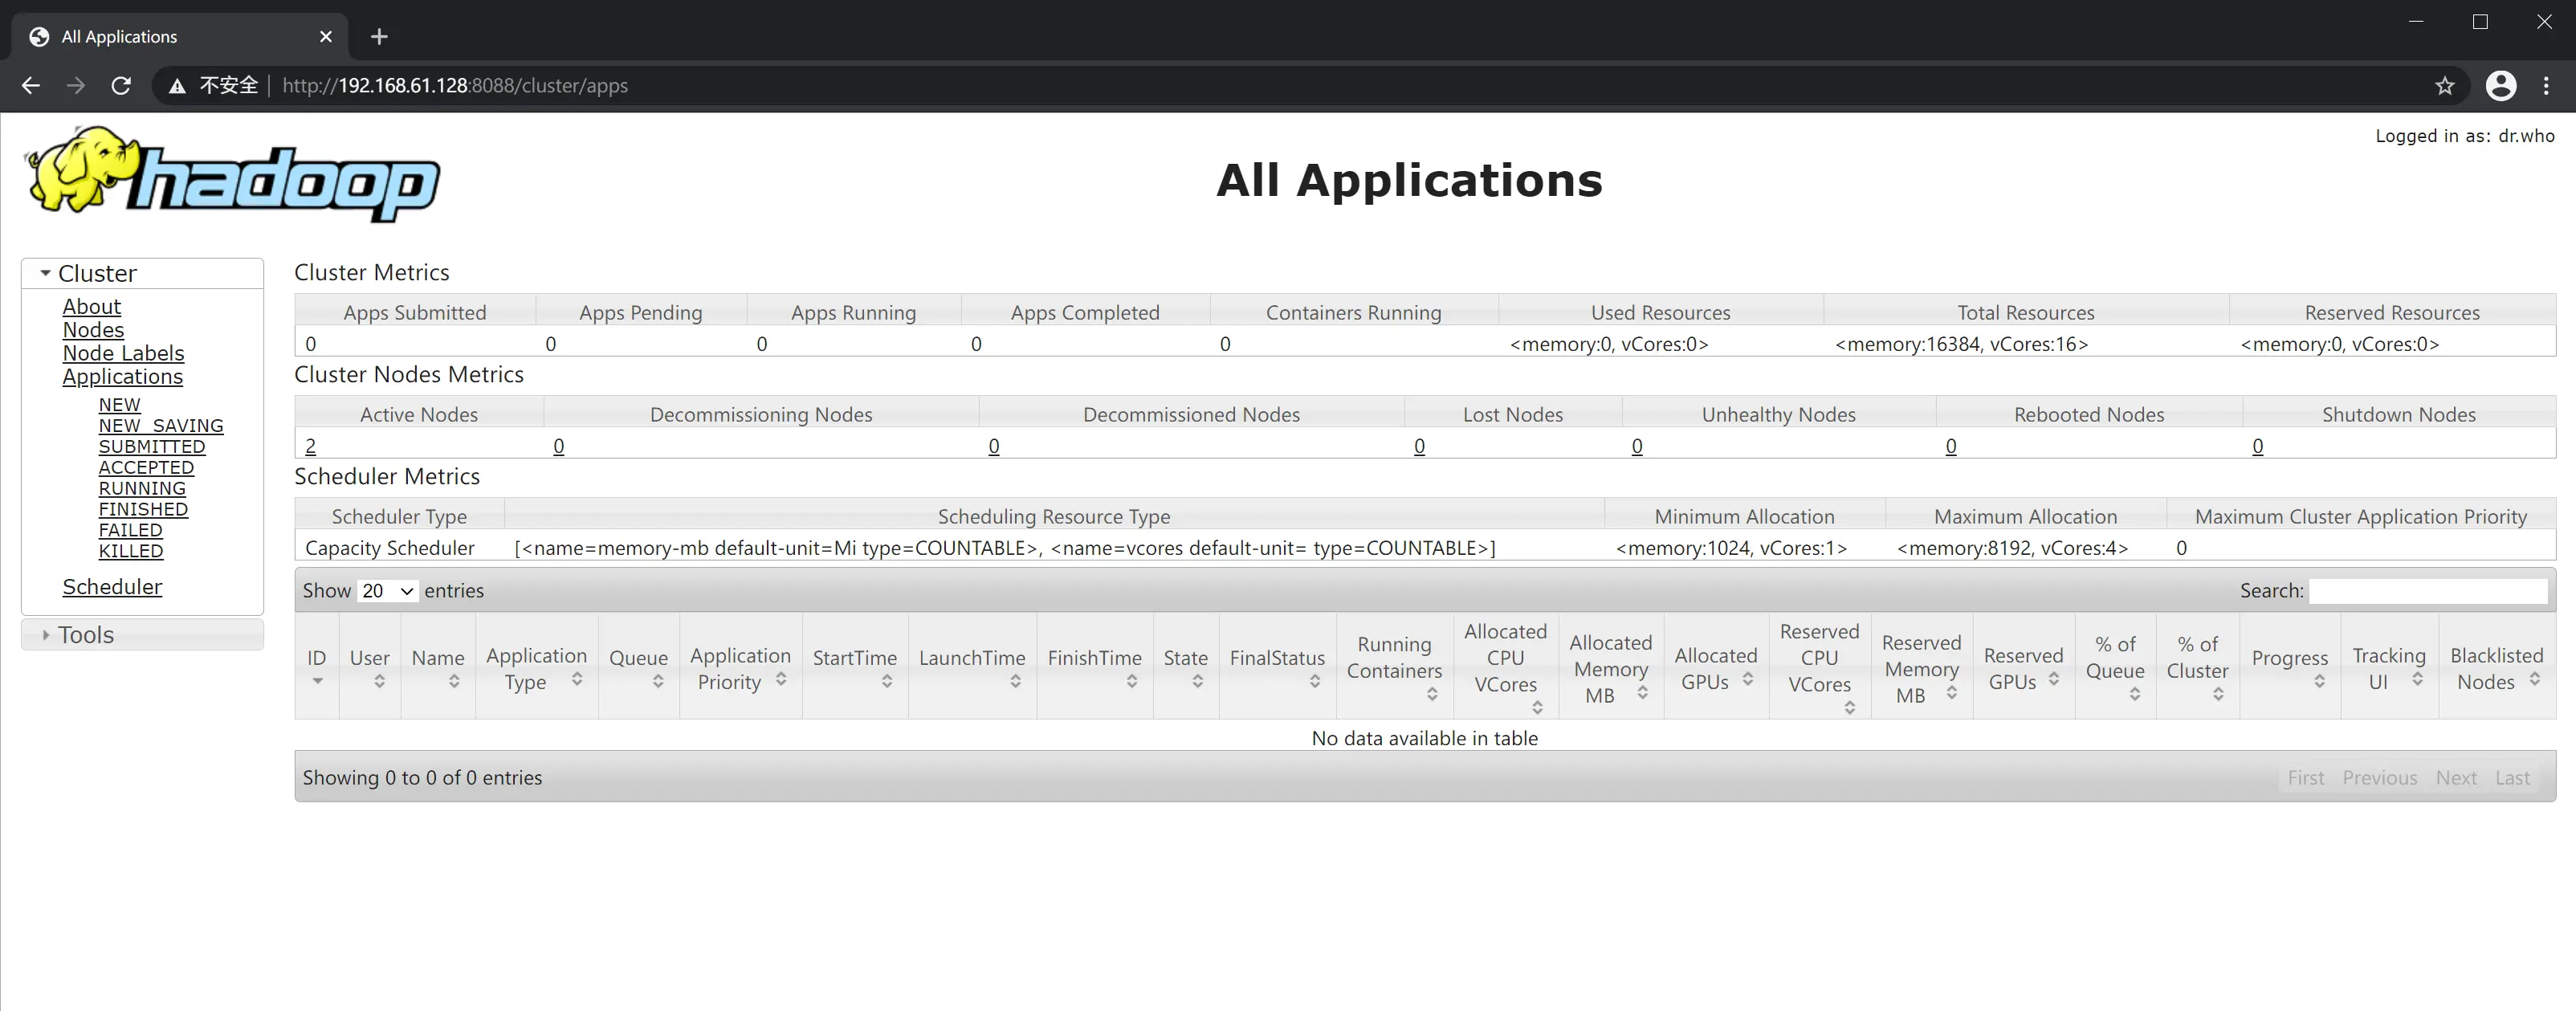 All Applications
不安全 http://192.168.61.128:8088/cluster/apps
hadoop
All Applications
Logged in as: dr.who
Cluster
About
Nodes
Node Labels
Applications
NEW
NEW_SAVING
SUBMITTED
ACCEPTED
RUNNING
FINISHED
FAILED
KILLED
Scheduler
Tools
Cluster Metrics
Apps Submitted Apps Pending Apps Running Apps Completed Containers Running Used Resources Total Resources Reserved Resources
0 0 0 0 0 <memory:0, vCores:0> <memory:16384, vCores:16> <memory:0, vCores:0>
Cluster Nodes Metrics
Active Nodes Decommissioning Nodes Decommissioned Nodes Lost Nodes Unhealthy Nodes Rebooted Nodes Shutdown Nodes
2 0 0 0 0 0 0
Scheduler Metrics
Scheduler Type Scheduling Resource Type Minimum Allocation Maximum Allocation Maximum Cluster Application Priority
Capacity Scheduler [<name=memory-mb default-unit=Mi type=COUNTABLE>, <name=vcores default-unit= type=COUNTABLE>] <memory:1024, vCores:1> <memory:8192, vCores:4> 0
Show 20 entries Search:
ID User Name Application Type Queue Application Priority StartTime LaunchTime FinishTime State FinalStatus Running Containers Allocated CPU VCores Allocated Memory MB Allocated GPUs Reserved CPU VCores Reserved Memory MB Reserved GPUs % of Queue % of Cluster Progress Tracking UI Blacklisted Nodes
No data available in table
Showing 0 to 0 of 0 entries First Previous Next Last